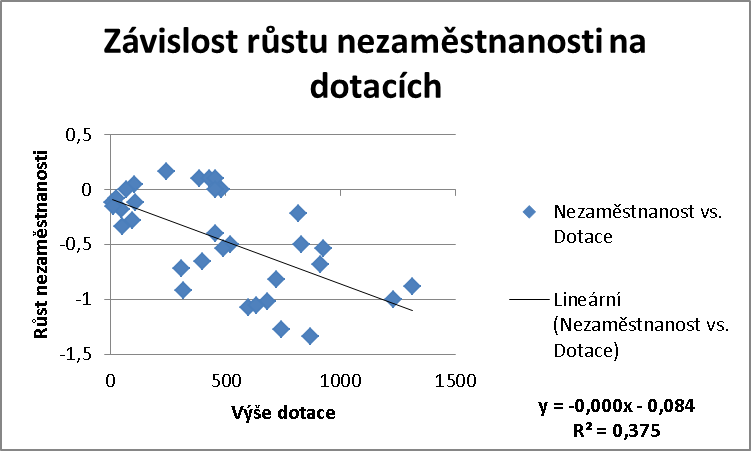 Závislost růstu nezaměstnanosti na
dotacích
Růst nezaměstnanosti
0,5
0
-0,5
-1
-1,5
0
500
1000
1500
Výše dotace
Nezaměstnanost vs.
Dotace
Lineární
(Nezaměstnanost vs.
Dotace)
y = -0,000x - 0,084
R² = 0,375